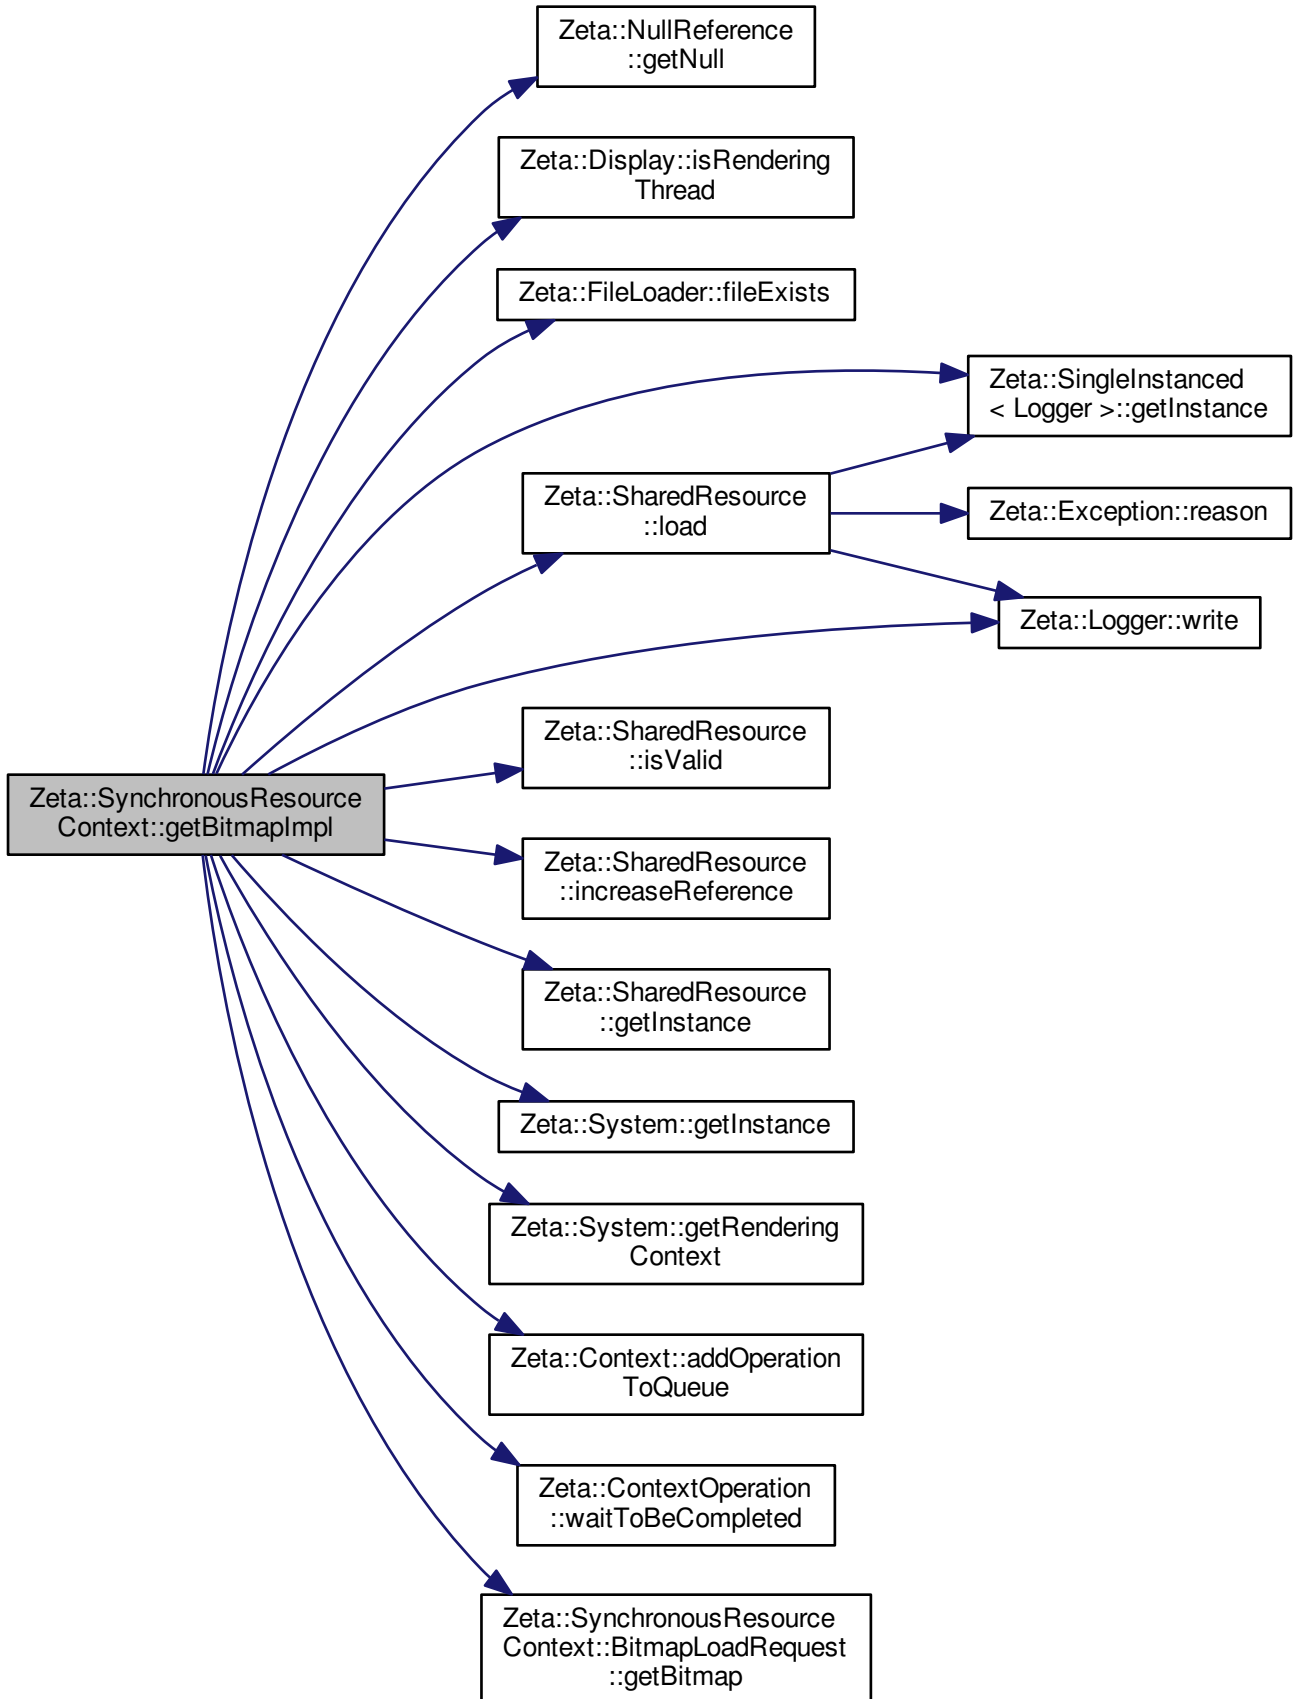 Zeta::NullReference
::getNull
Zeta::Display::isRendering
Thread
Zeta::FileLoader::fileExists
Zeta::SingleInstanced
< Logger >::getInstance
Zeta::SharedResource
::load
Zeta::Exception::reason
Zeta::Logger::write
Zeta::SharedResource
::isValid
Zeta::SynchronousResource
Context::getBitmapImpl
Zeta::SharedResource
::increaseReference
Zeta::SharedResource
::getInstance
Zeta::System::getInstance
Zeta::System::getRendering
Context
Zeta::Context::addOperation
ToQueue
Zeta::ContextOperation
::waitToBeCompleted
Zeta::SynchronousResource
Context::BitmapLoadRequest
::getBitmap